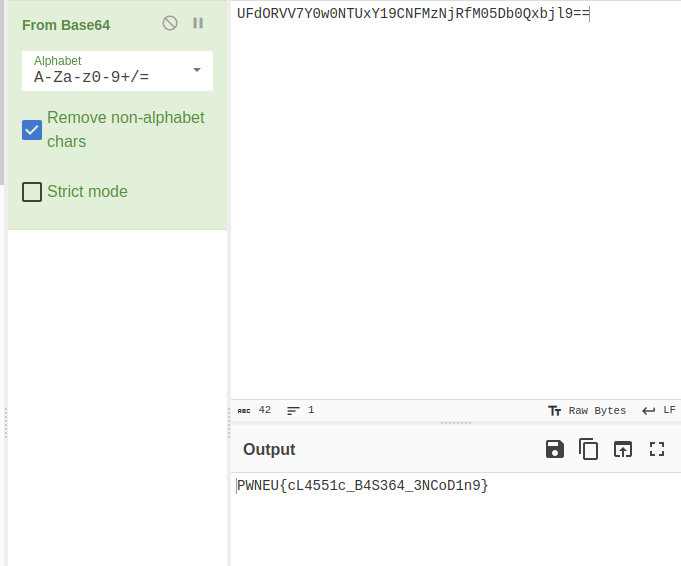 From Base64
Alphabet
A-Za-z0-9+/=
Remove non-alphabet
chars
Strict mode
UFdORVV7Y0w0NTUxY19CNFMzNjRfM05Db0Qxbjl9==
ABC 42 1 Raw Bytes LF
Output
PWNEU{cL4551c_B4S364_3NCoD1n9}